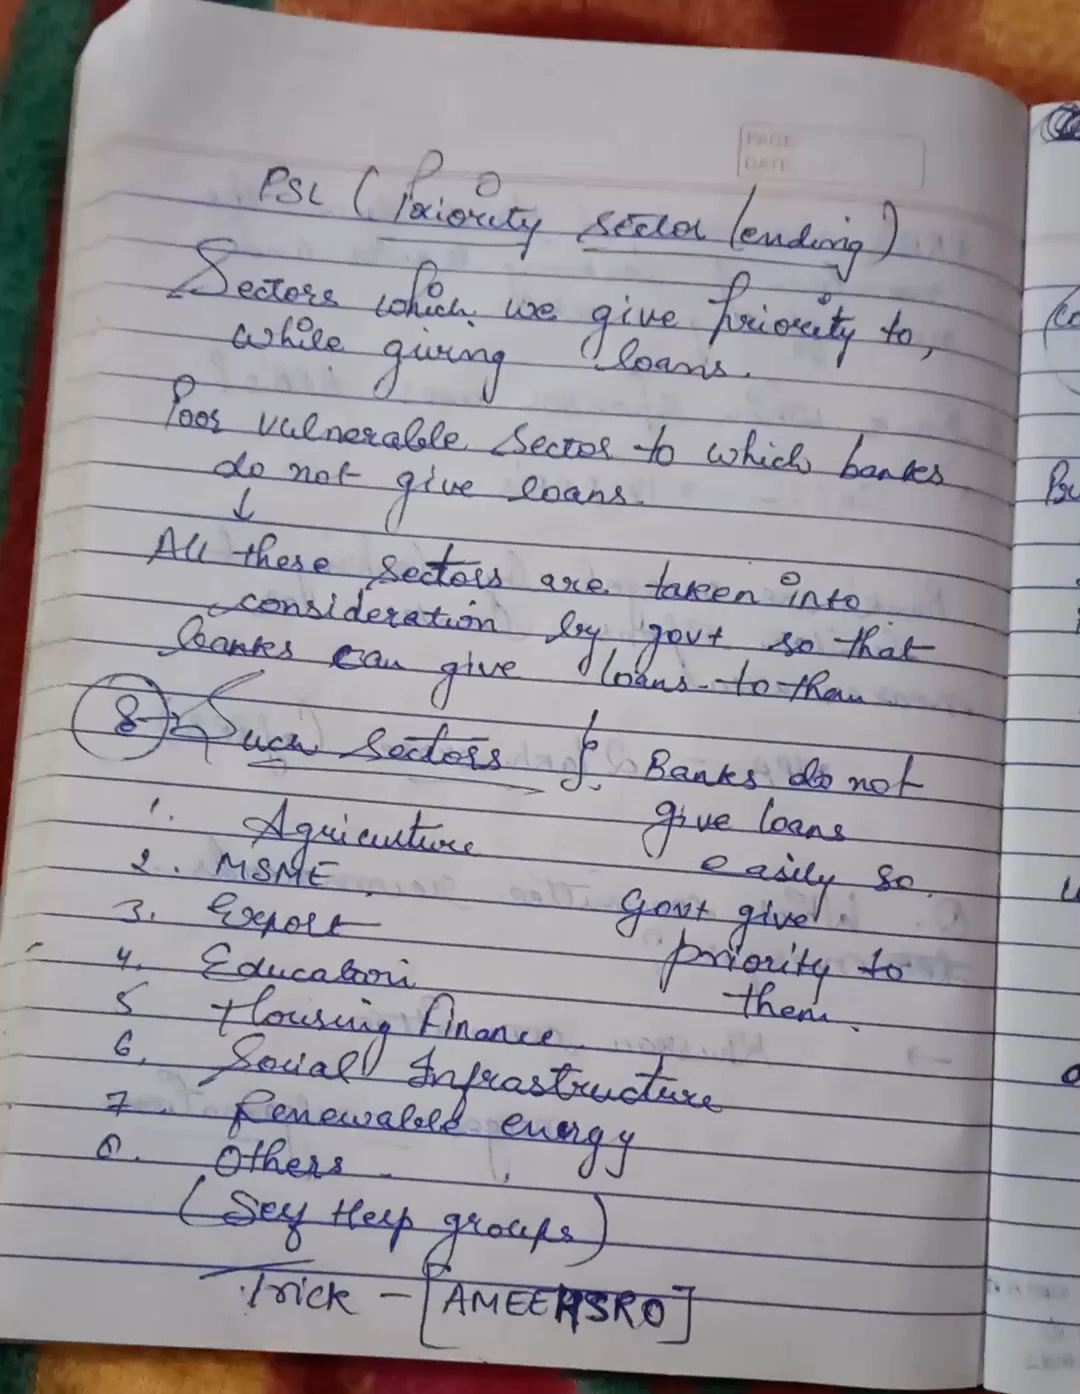 PAGE
DATE
PSL (Priority sector lending)
Sectors which we give priority to,
while giving loans.
Poor vulnerable sector to which banks
do not give loans.
↓
All these sectors are taken into
consideration by govt so that
banks can give loans to them
8 → Such sectors } Banks do not
give loans
1. Agriculture
easily so
2. MSME
Govt give
3. Export
priority to
4. Education
them.
5 Housing finance
6. Social Infrastructure
7. Renewable energy
8. Others
(Self Help groups)
Trick - [AMEEHSRO]